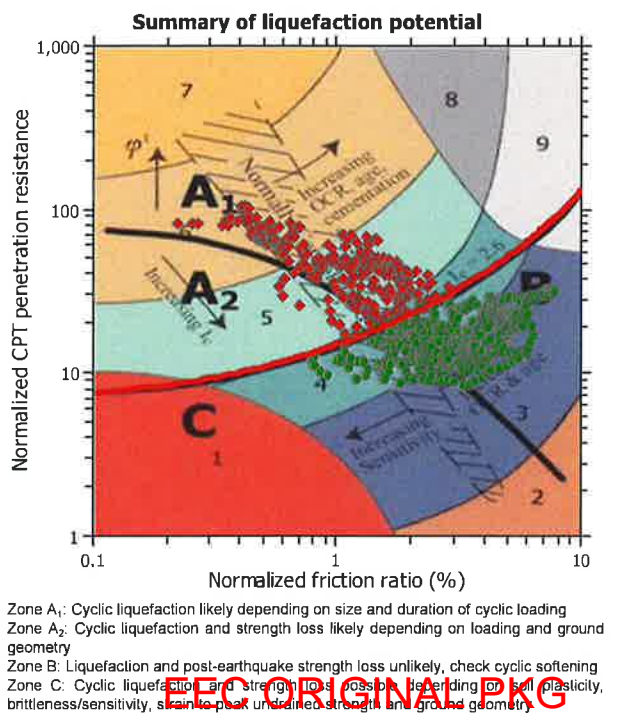 Summary of liquefaction potential
1,000
7
8
9
φ'
A1
Normally
Increasing
OCR, age,
cementation
100
Ic = 2.6
A2
B
Increasing Ic
5
10
4
OCR & age
C
1
Increasing
Sensitivity
3
2
1
0.1
1
10
Normalized CPT penetration resistance
Normalized friction ratio (%)
Zone A1: Cyclic liquefaction likely depending on size and duration of cyclic loading
Zone A2: Cyclic liquefaction and strength loss likely depending on loading and ground
geometry
Zone B: Liquefaction and post-earthquake strength loss unlikely, check cyclic softening
Zone C: Cyclic liquefaction and strength loss possible depending on soil plasticity,
brittleness/sensitivity, strain to peak undrained strength and ground geometry
EFC ORIGINAL PKG